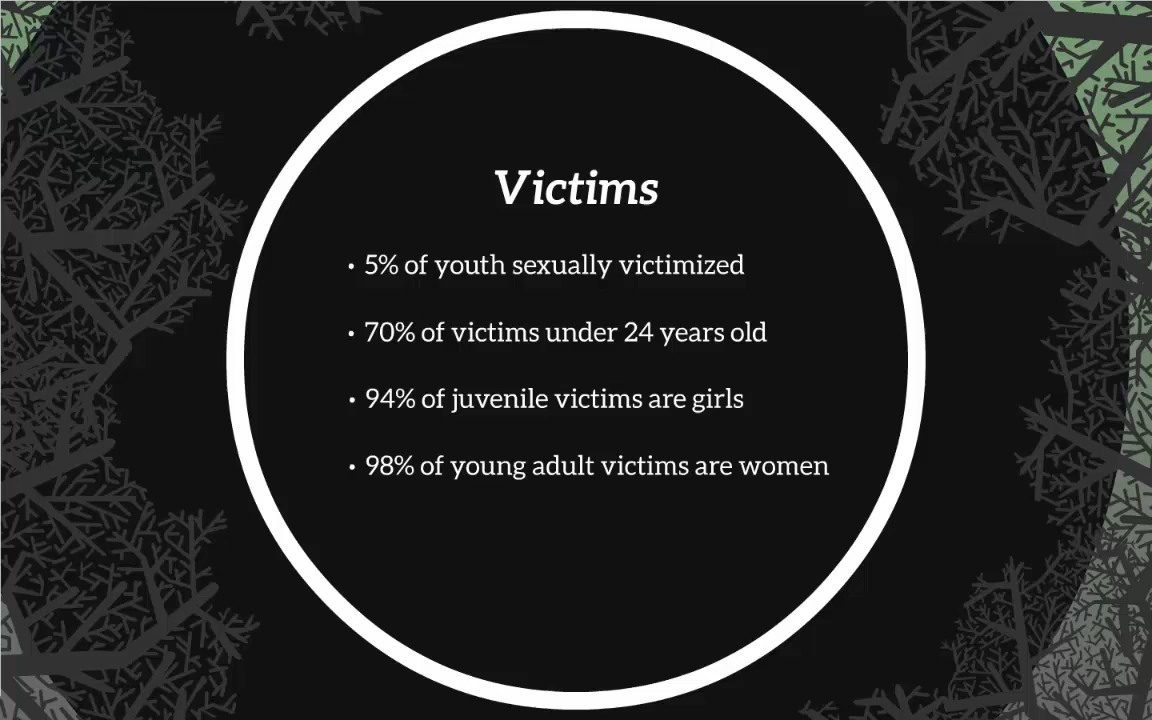 Victims
• 5% of youth sexually victimized
• 70% of victims under 24 years old
• 94% of juvenile victims are girls
• 98% of young adult victims are women